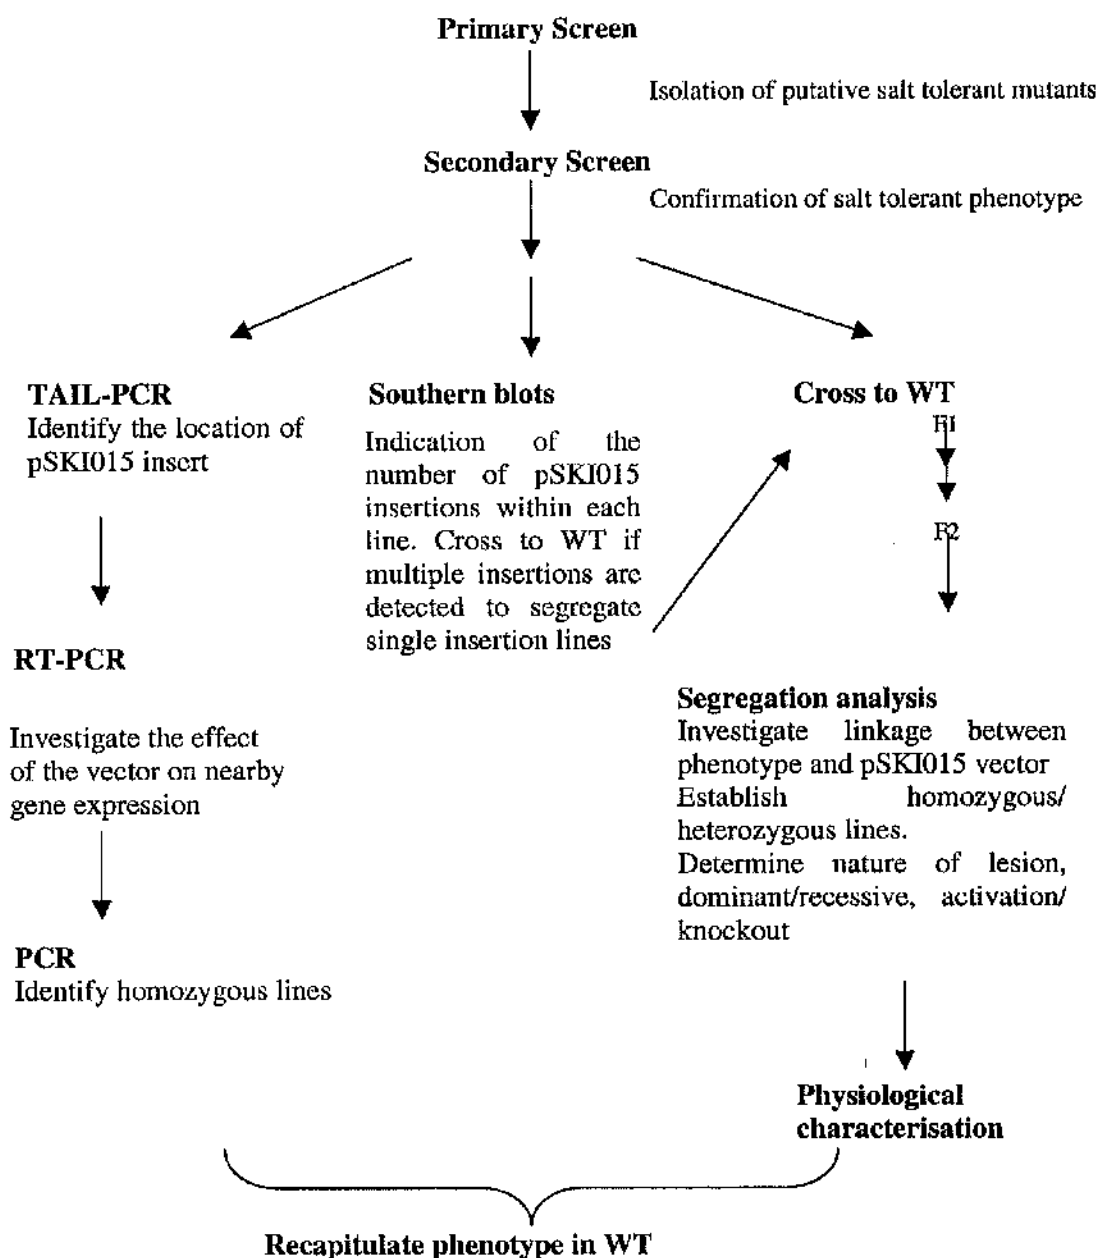 Primary Screen
Isolation of putative salt tolerant mutants
Secondary Screen
Confirmation of salt tolerant phenotype
TAIL-PCR
Identify the location of
pSKI015 insert
RT-PCR
Investigate the effect
of the vector on nearby
gene expression
PCR
Identify homozygous lines
Southern blots
Indication of the
number of pSKI015
insertions within each
line. Cross to WT if
multiple insertions are
detected to segregate
single insertion lines
Cross to WT
F1
F2
Segregation analysis
Investigate linkage between
phenotype and pSKI015 vector
Establish homozygous/
heterozygous lines.
Determine nature of lesion,
dominant/recessive, activation/
knockout
Physiological
characterisation
Recapitulate phenotype in WT